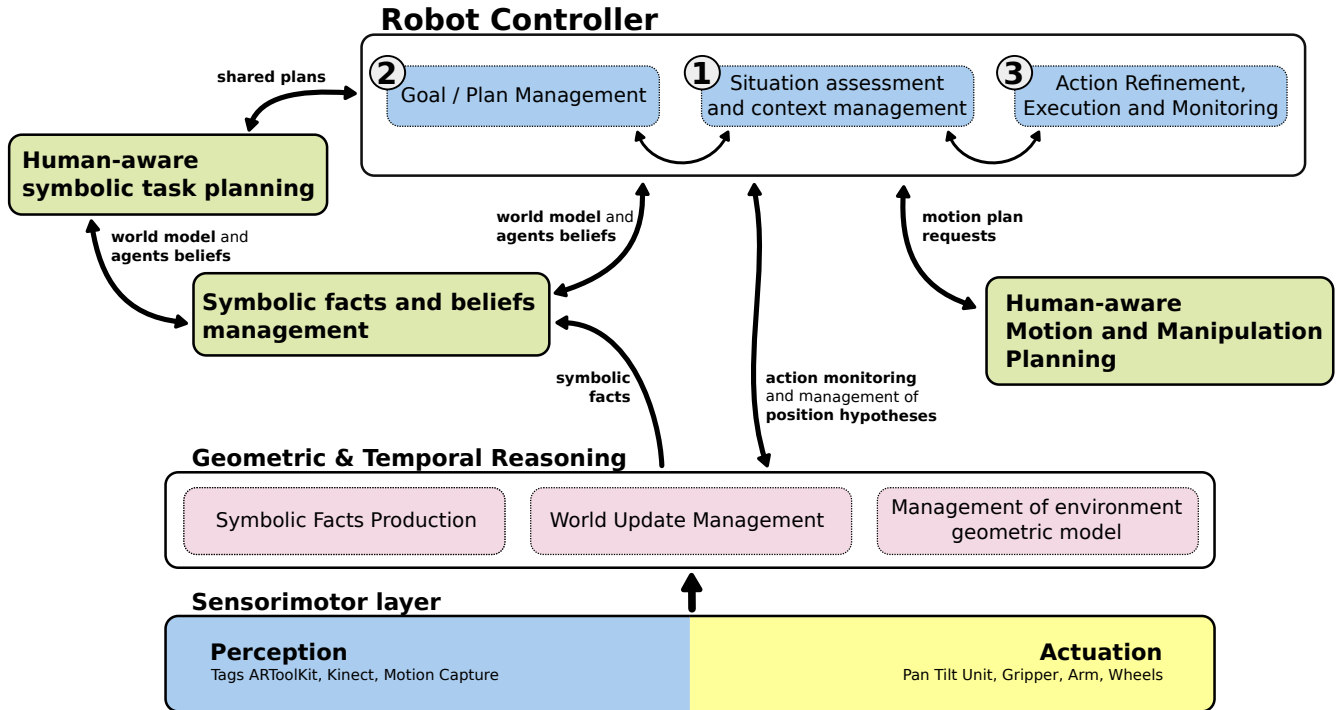 Robot Controller
shared plans
2
Goal / Plan Management
1
Situation assessment
and context management
3
Action Refinement,
Execution and Monitoring
Human-aware
symbolic task planning
world model and
agents beliefs
world model and
agents beliefs
motion plan
requests
Symbolic facts and beliefs
management
Human-aware
Motion and Manipulation
Planning
symbolic
facts
action monitoring
and management of
position hypotheses
Geometric & Temporal Reasoning
Symbolic Facts Production
World Update Management
Management of environment
geometric model
Sensorimotor layer
Perception
Tags ARToolKit, Kinect, Motion Capture
Actuation
Pan Tilt Unit, Gripper, Arm, Wheels